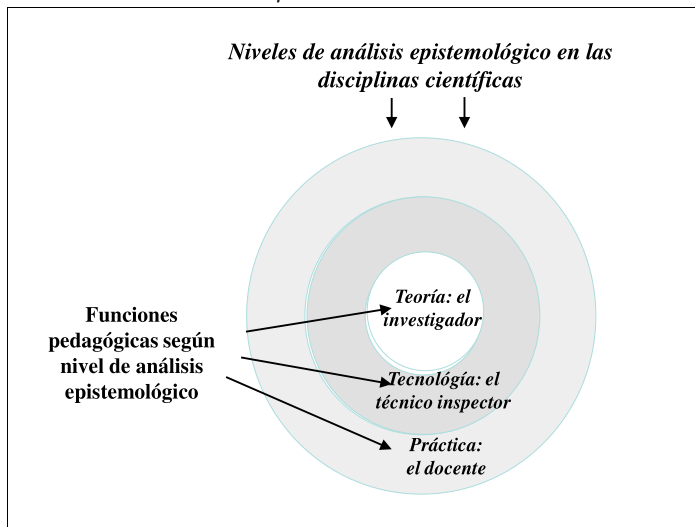 Niveles de análisis epistemológico en las
disciplinas científicas
Teoría: el
investigador
Funciones
pedagógicas según
nivel de análisis
epistemológico
Tecnológía: el
técnico inspector
Práctica:
el docente